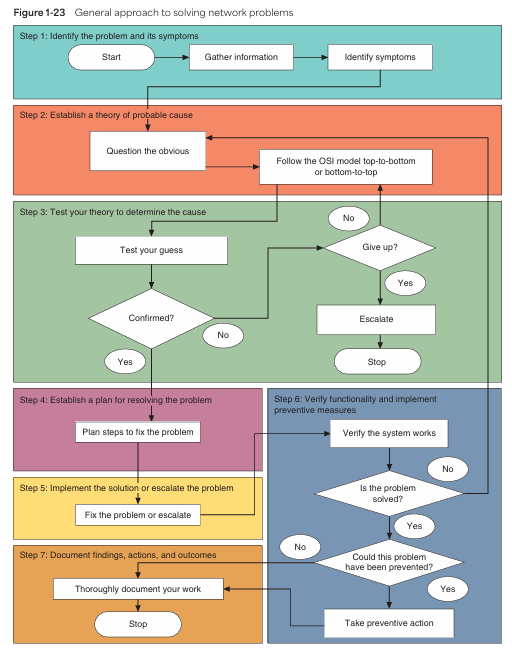 Figure 1-23 General approach to solving network problems
Step 1: Identify the problem and its symptoms
Start
Gather information
Identify symptoms
Step 2: Establish a theory of probable cause
Question the obvious
Follow the OSI model top-to-bottom
or bottom-to-top
Step 3: Test your theory to determine the cause
No
Test your guess
Give up?
Yes
Confirmed?
Escalate
No
Yes
Stop
Step 4: Establish a plan for resolving the problem
Plan steps to fix the problem
Step 5: Implement the solution or escalate the problem
Fix the problem or escalate
Step 6: Verify functionality and implement
preventive measures
Verify the system works
No
Is the problem
solved?
Yes
No
Could this problem
have been prevented?
Yes
Take preventive action
Step 7: Document findings, actions, and outcomes
Thoroughly document your work
Stop